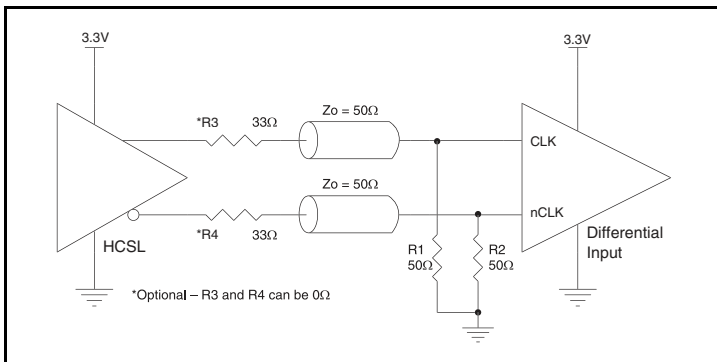 3.3V
3.3V
*R3
33Ω
Zo = 50Ω
CLK
Zo = 50Ω
nCLK
HCSL
*R4
33Ω
R1
50Ω
R2
50Ω
Differential
Input
*Optional – R3 and R4 can be 0Ω